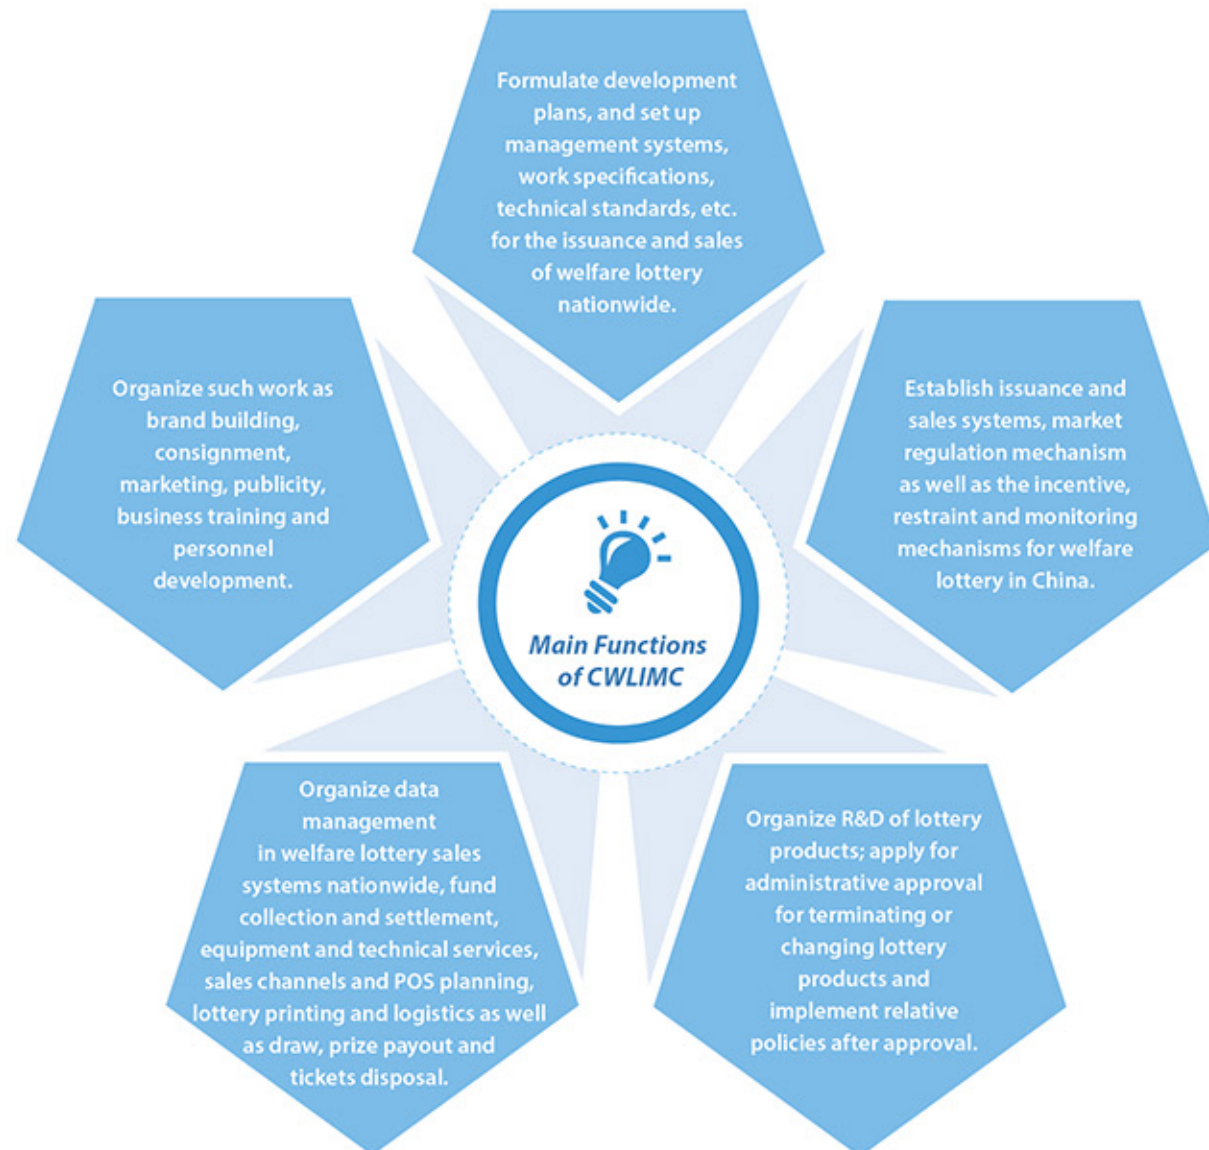 Formulate development
plans, and set up
management systems,
work specifications,
technical standards, etc.
for the issuance and sales
of welfare lottery
nationwide.
Organize such work as
brand building,
consignment,
marketing, publicity,
business training and
personnel
development.
Establish issuance and
sales systems, market
regulation mechanism
as well as the incentive,
restraint and monitoring
mechanisms for welfare
lottery in China.
Main Functions
of CWLIMC
Organize data
management
in welfare lottery sales
systems nationwide, fund
collection and settlement,
equipment and technical services,
sales channels and POS planning,
lottery printing and logistics as well
as draw, prize payout and
tickets disposal.
Organize R&D of lottery
products; apply for
administrative approval
for terminating or
changing lottery
products and
implement relative
policies after approval.